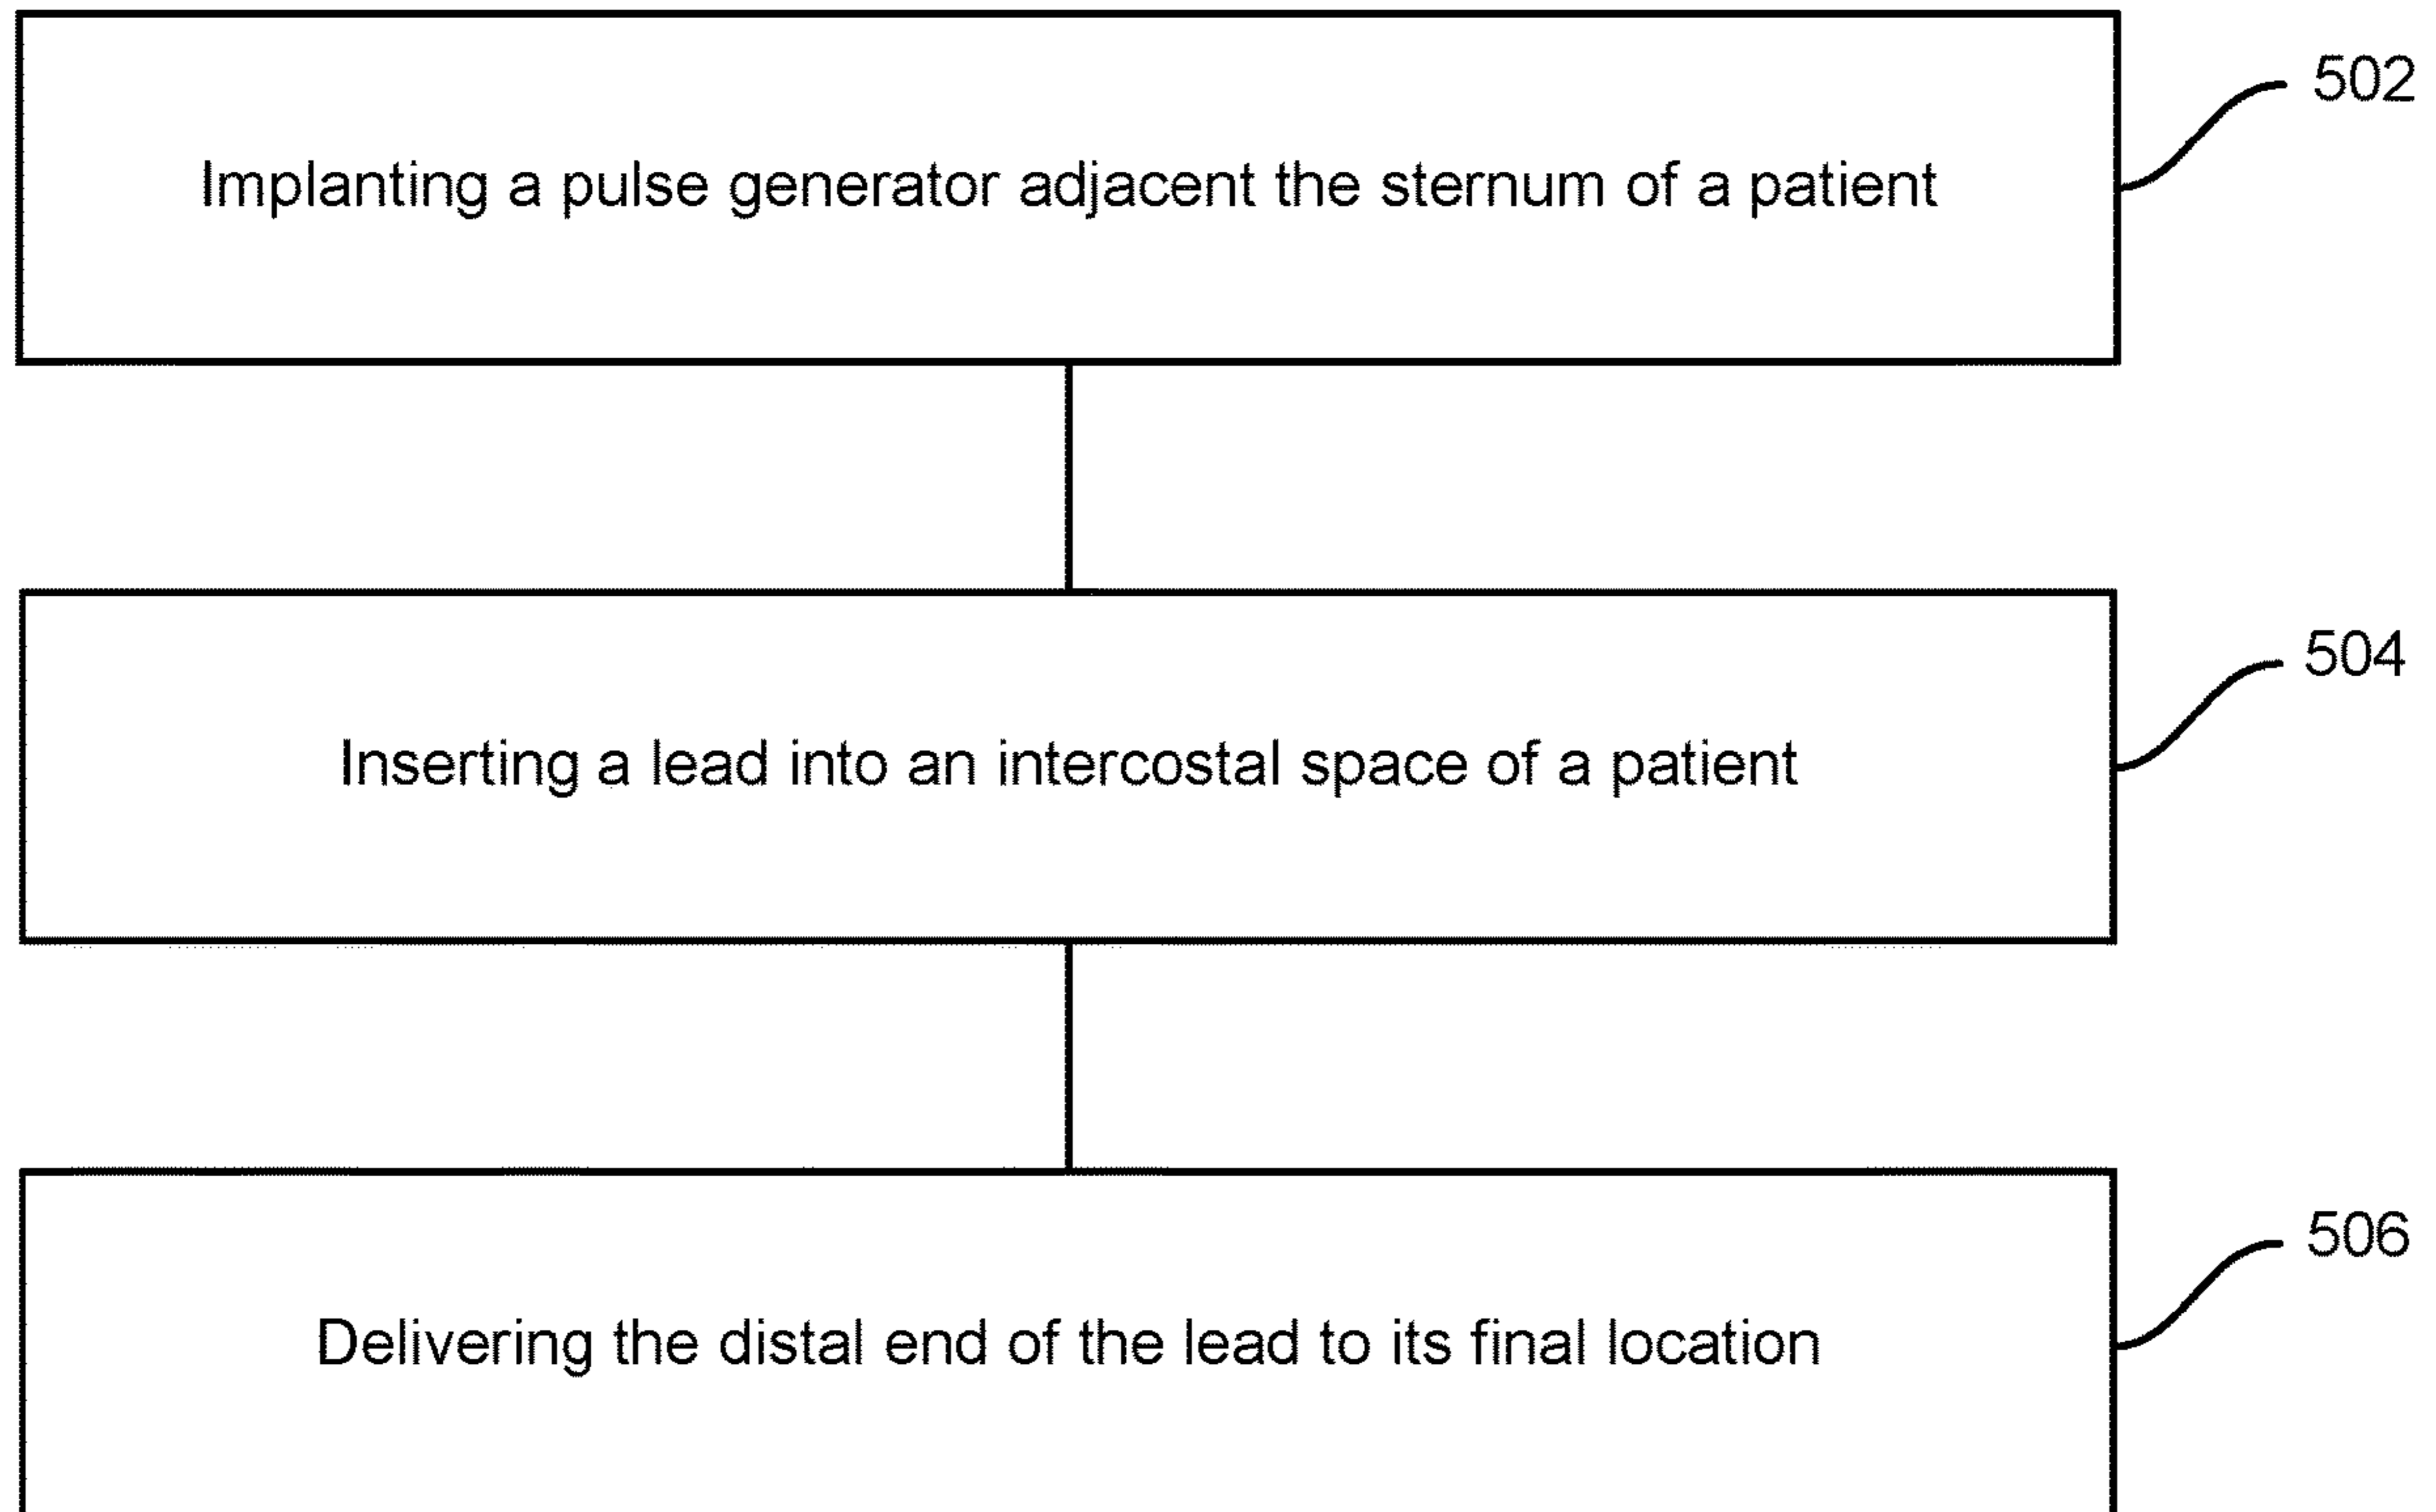 502
Implanting a pulse generator adjacent the sternum of a patient
504
Inserting a lead into an intercostal space of a patient
506
Delivering the distal end of the lead to its final location